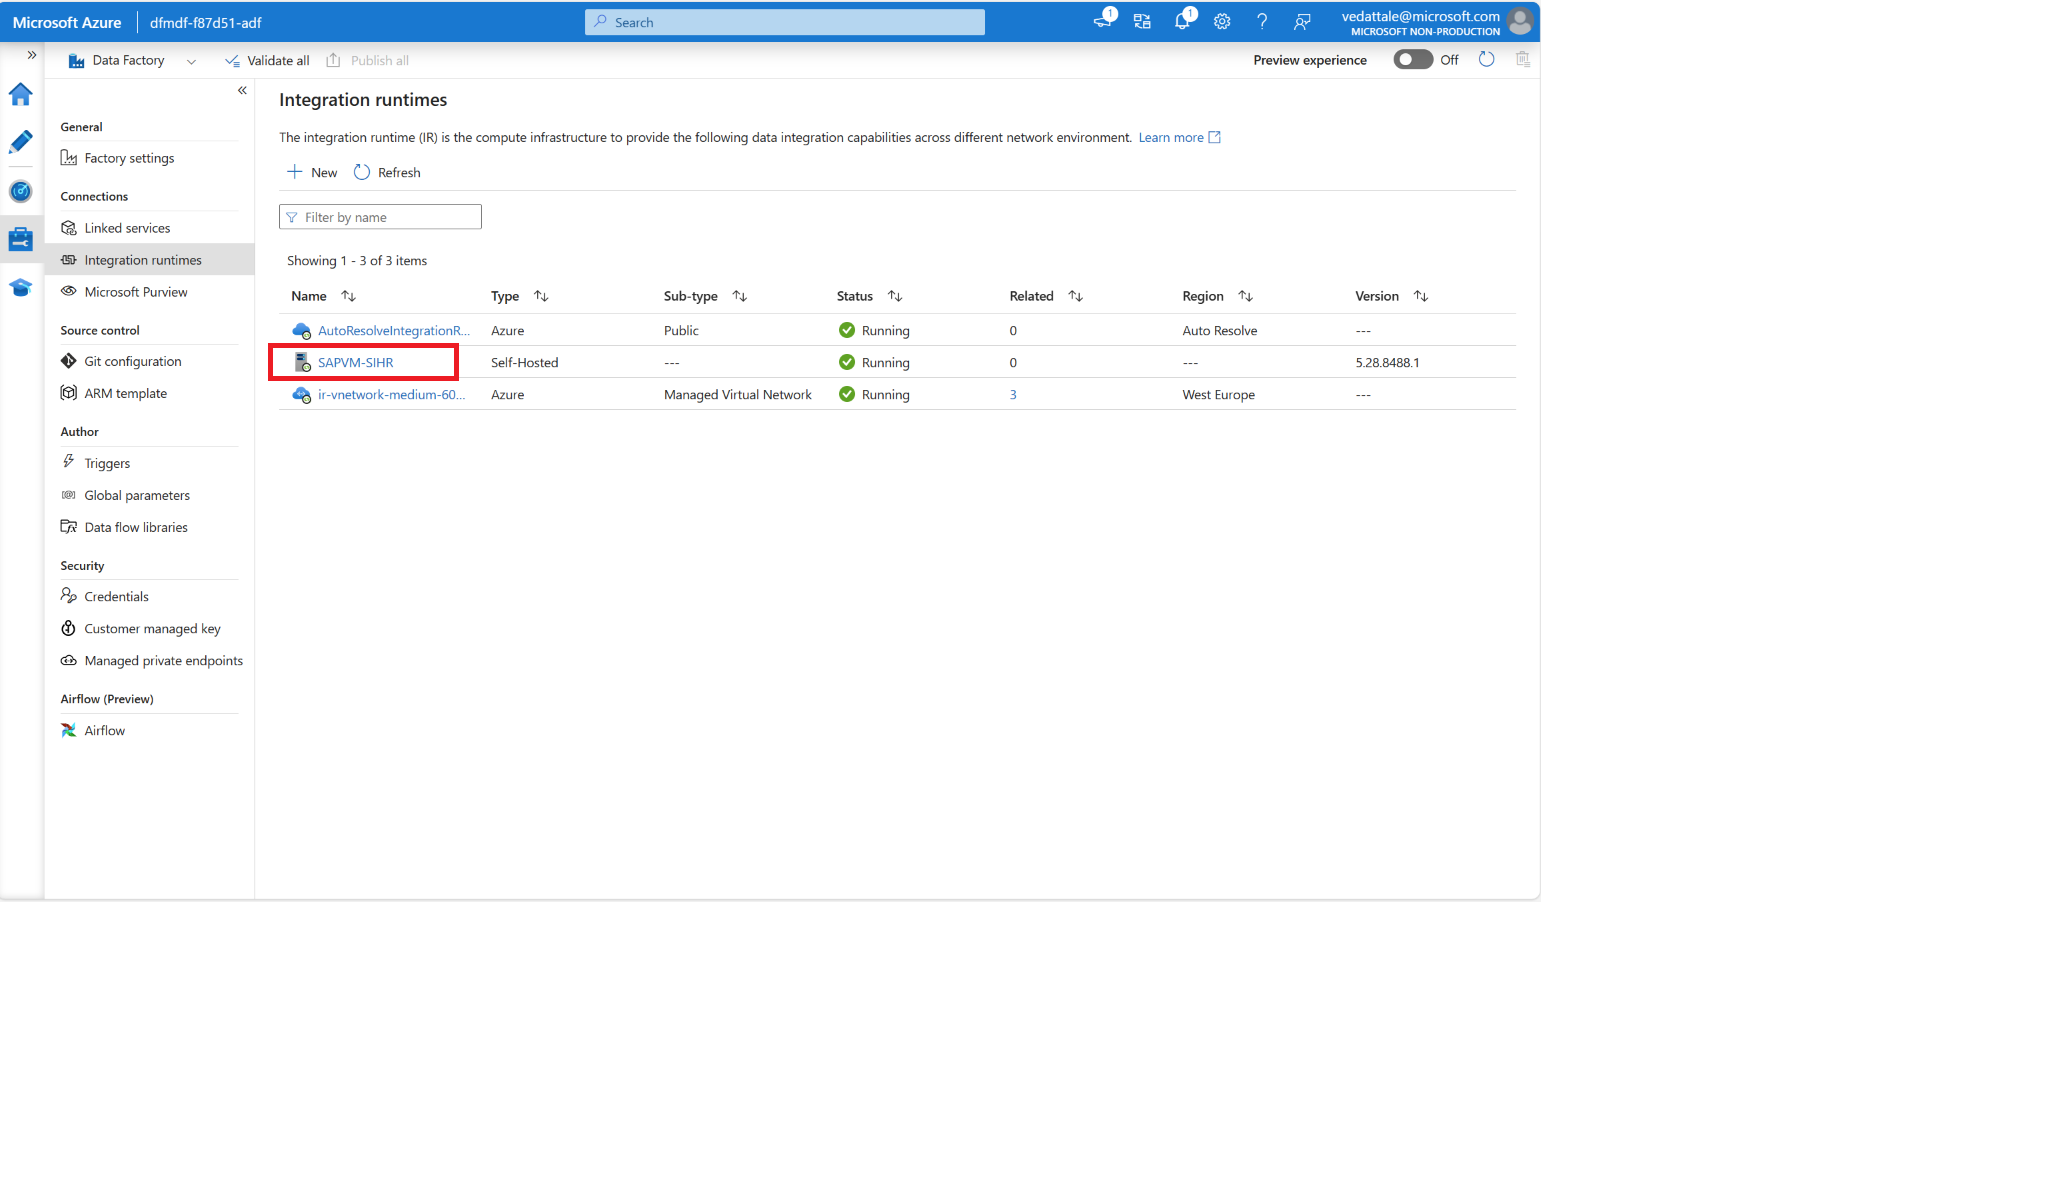 Microsoft Azure
dfmdf-f87d51-adf
Search
1
1
vedattale@microsoft.com
MICROSOFT NON-PRODUCTION
Data Factory
Validate all
Publish all
Preview experience
Off
General
Factory settings
Connections
Linked services
Integration runtimes
Microsoft Purview
Source control
Git configuration
ARM template
Author
Triggers
Global parameters
Data flow libraries
Security
Credentials
Customer managed key
Managed private endpoints
Airflow (Preview)
Airflow
Integration runtimes
The integration runtime (IR) is the compute infrastructure to provide the following data integration capabilities across different network environment. Learn more
New Refresh
Filter by name
Showing 1 - 3 of 3 items
Name Type Sub-type Status Related Region Version
AutoResolveIntegrationR... Azure Public Running 0 Auto Resolve ---
SAPVM-SIHR Self-Hosted --- Running 0 --- 5.28.8488.1
ir-vnetwork-medium-60... Azure Managed Virtual Network Running 3 West Europe ---